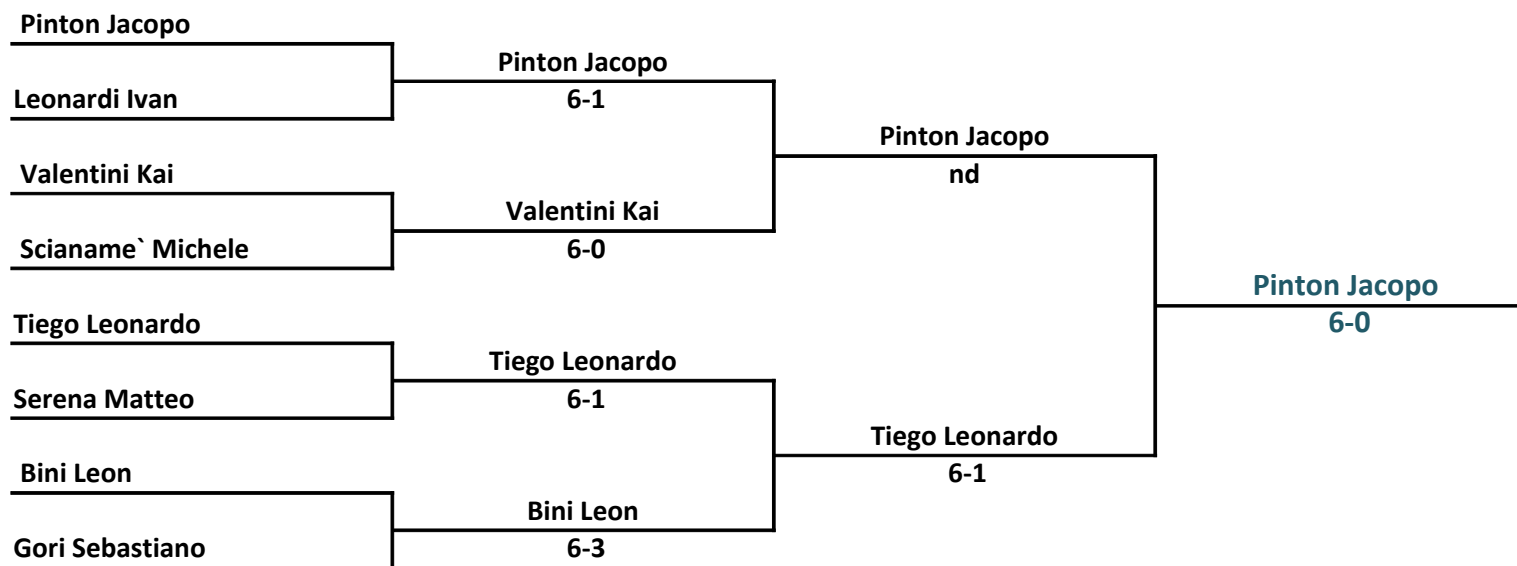 Pinton Jacopo
Pinton Jacopo
Leonardi Ivan
6-1
Pinton Jacopo
Valentini Kai
nd
Valentini Kai
Scianame` Michele
6-0
Pinton Jacopo
Tiego Leonardo
6-0
Tiego Leonardo
Serena Matteo
6-1
Tiego Leonardo
Bini Leon
6-1
Bini Leon
Gori Sebastiano
6-3